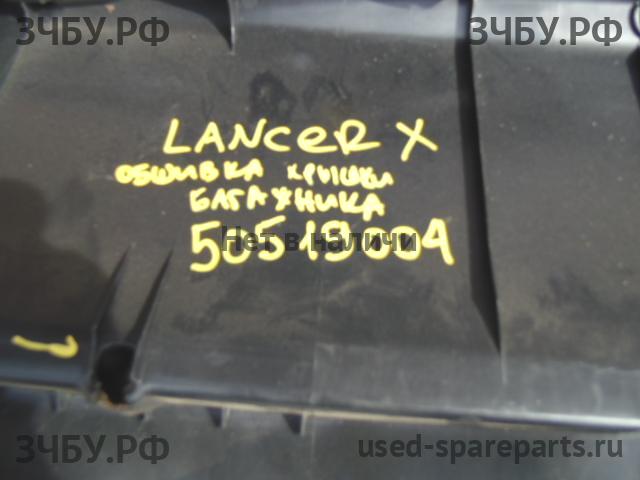 ЗЧБУ.РФ ЗЧБУ.РФ
LANCER X
ОБШИВКА КРЫШКИ
БАГАЖНИКА
50519004
Нет в наличии
ЗЧБУ.РФ used-spareparts.ru